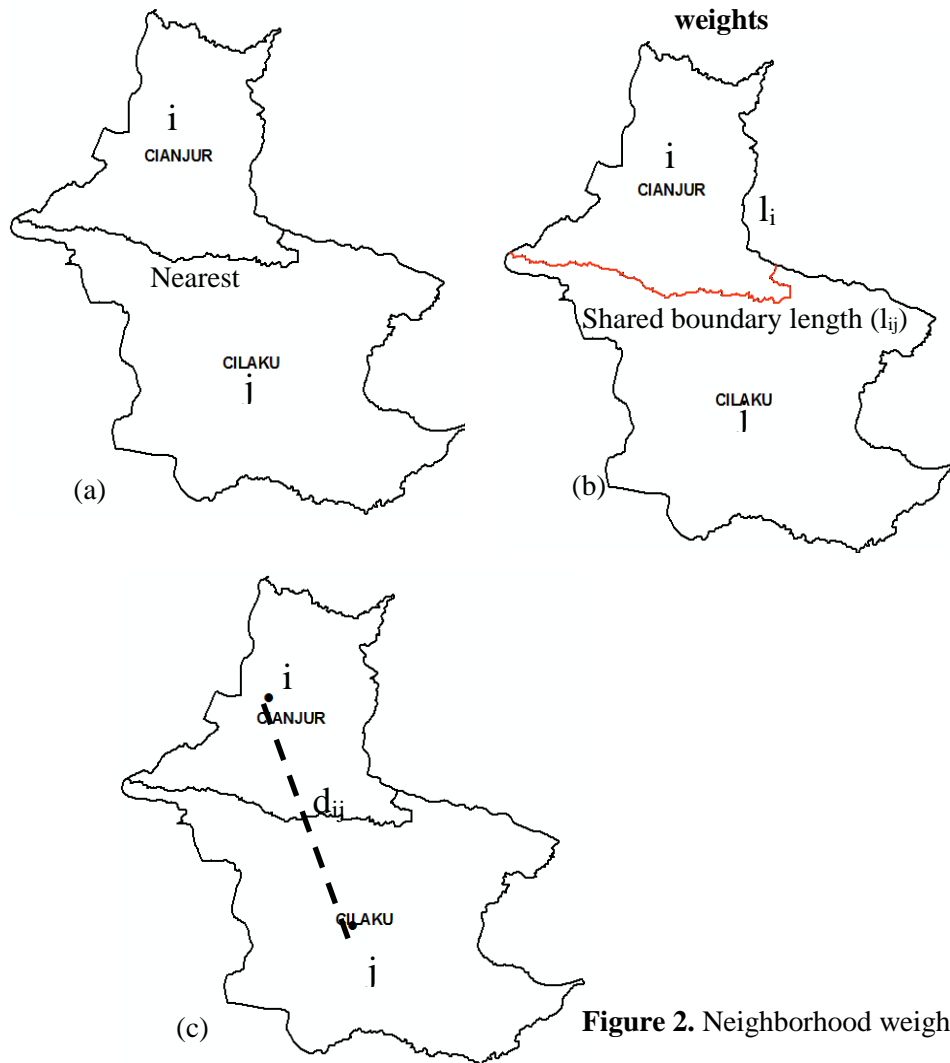 weights
i
CIANJUR
Nearest
CILAKU
j
(a)
i
CIANJUR
lᵢ
Shared boundary length (lᵢⱼ)
CILAKU
j
(b)
i
CIANJUR
dᵢⱼ
CILAKU
j
(c)
Figure 2. Neighborhood weigh